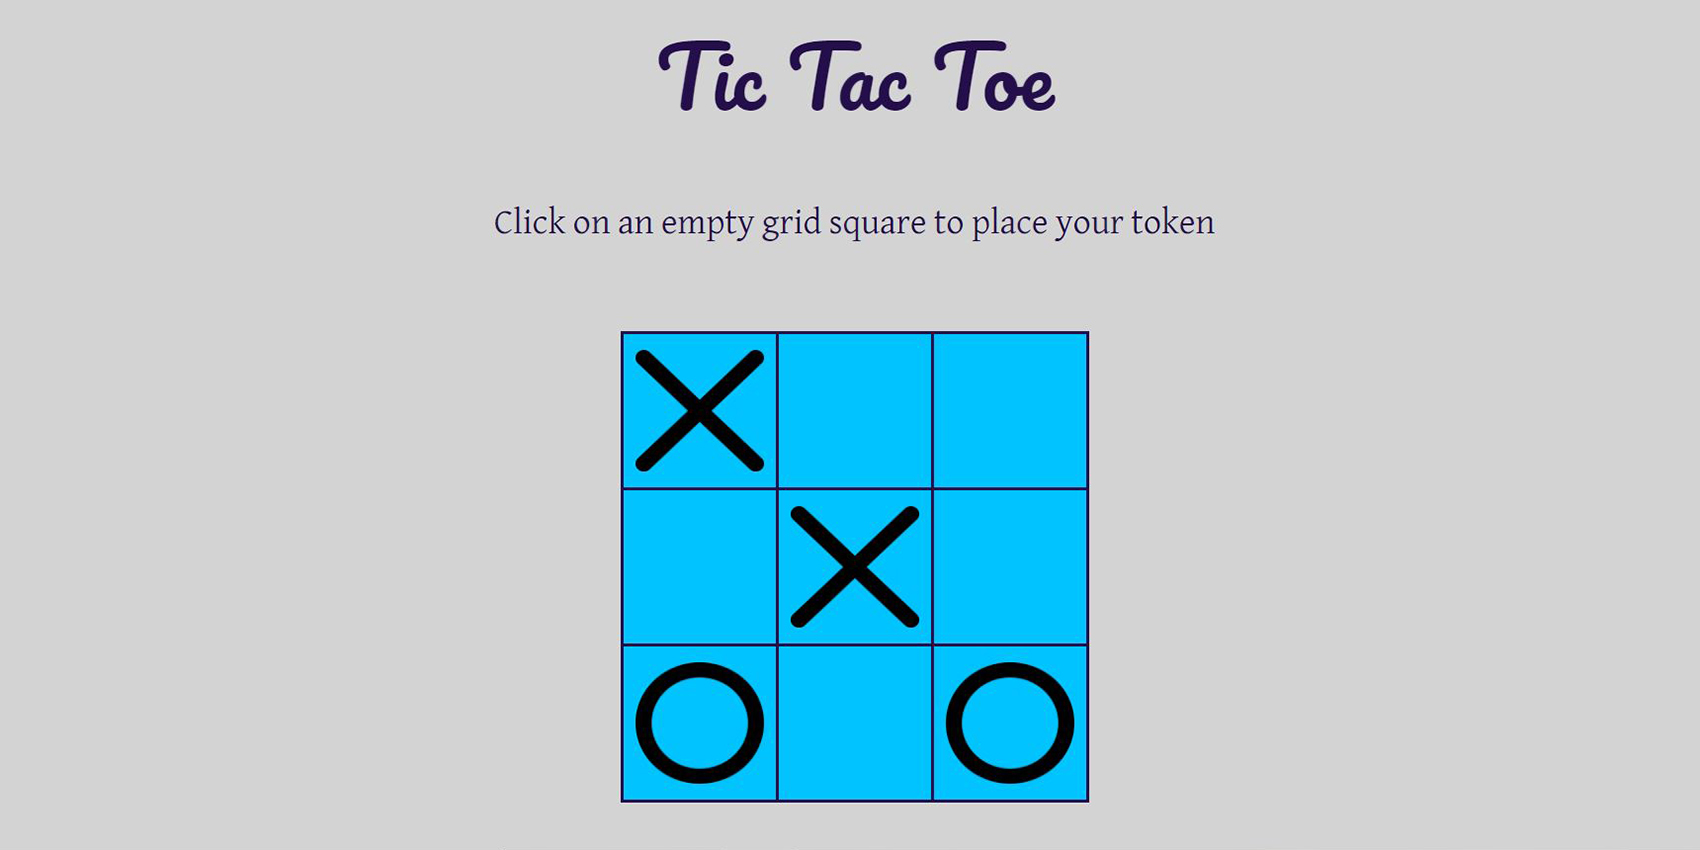 Tic Tac Toe
Click on an empty grid square to place your token
X
X
O O